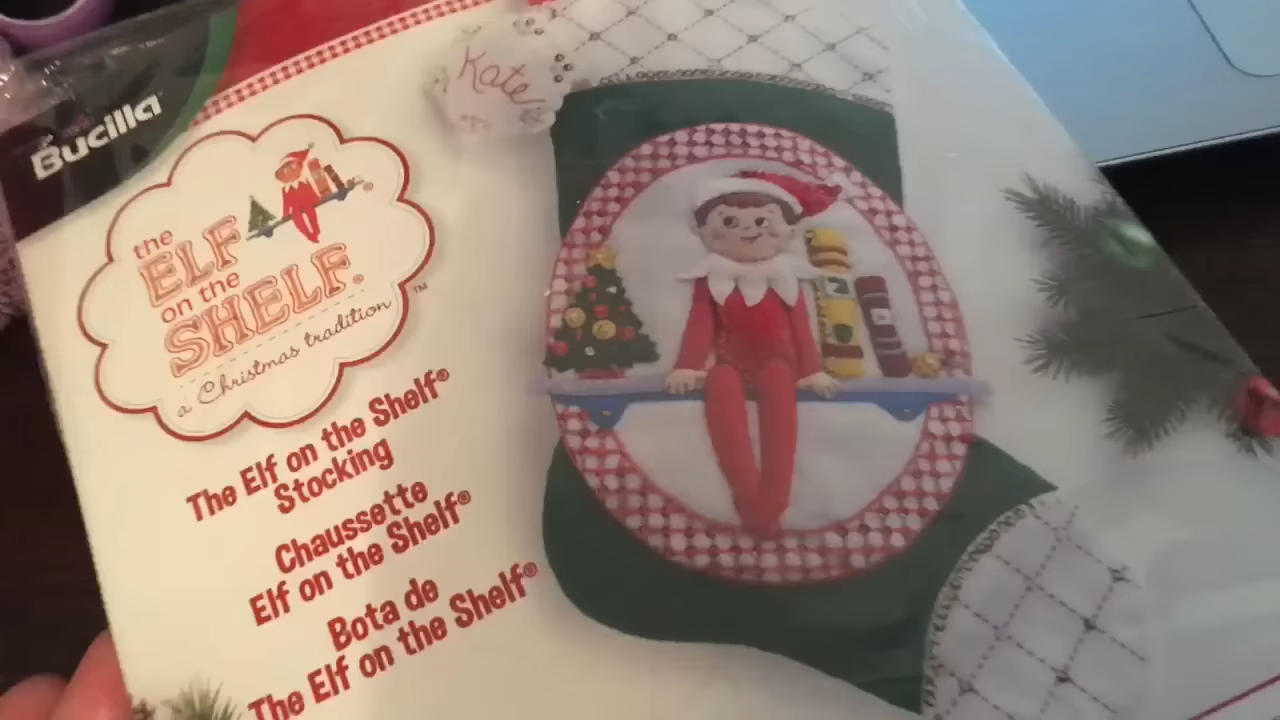 Bucilla
Kate
the
ELF
on the
SHELF®
a Christmas tradition
™
The Elf on the Shelf®
Stocking
Chaussette
Elf on the Shelf®
Bota de
The Elf on the Shelf®